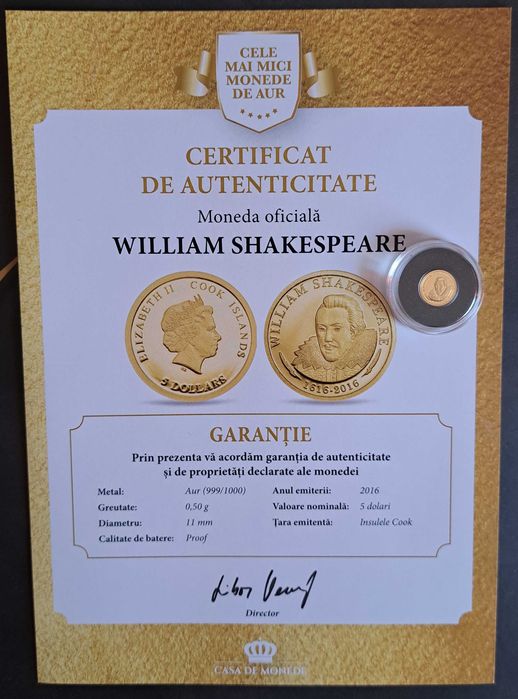 CELE
MAI MICI
MONEDE
DE AUR
CERTIFICAT
DE AUTENTICITATE
Moneda oficială
WILLIAM SHAKESPEARE
ELIZABETH II COOK ISLANDS
5 DOLLARS
WILLIAM SHAKESPEARE
1616-2016
GARANȚIE
Prin prezenta vă acordăm garanția de autenticitate
și de proprietăți declarate ale monedei
Metal: Aur (999/1000) Anul emiterii: 2016
Greutate: 0,50 g Valoare nominală: 5 dolari
Diametru: 11 mm Țara emitentă: Insulele Cook
Calitate de batere: Proof
Director
CASA DE MONEDE